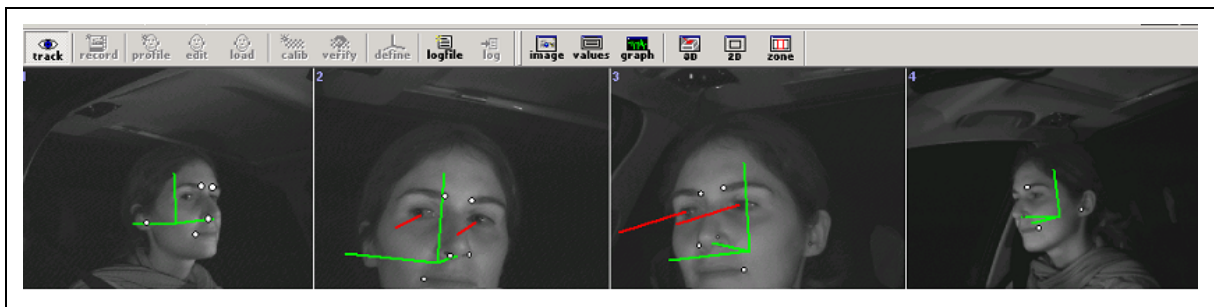 track record profile edit load calib verify define logfile log image values graph 3D 2D zone
1 2 3 4